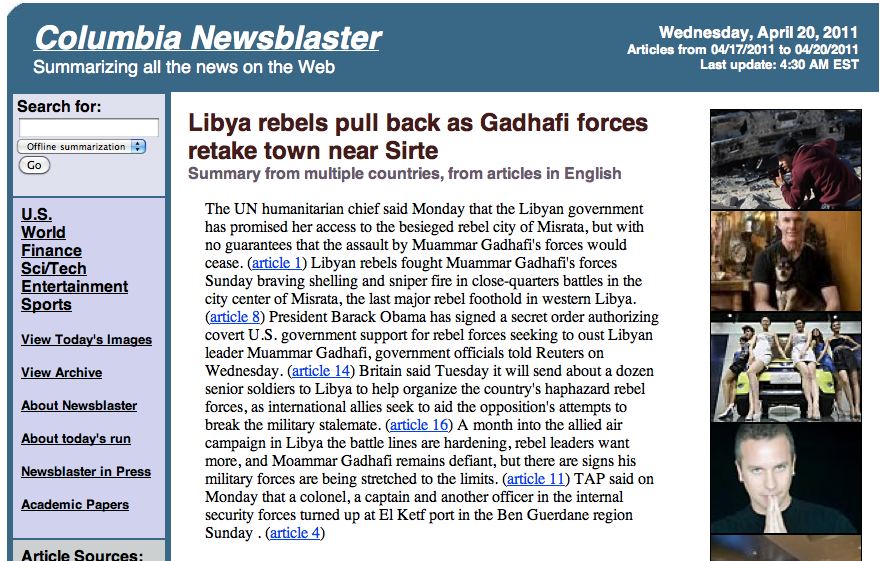 Columbia Newsblaster
Summarizing all the news on the Web
Wednesday, April 20, 2011
Articles from 04/17/2011 to 04/20/2011
Last update: 4:30 AM EST
Search for:
Offline summarization
Go
U.S.
World
Finance
Sci/Tech
Entertainment
Sports
View Today's Images
View Archive
About Newsblaster
About today's run
Newsblaster in Press
Academic Papers
Article Sources:
Libya rebels pull back as Gadhafi forces
retake town near Sirte
Summary from multiple countries, from articles in English
The UN humanitarian chief said Monday that the Libyan government
has promised her access to the besieged rebel city of Misrata, but with
no guarantees that the assault by Muammar Gadhafi's forces would
cease. (article 1) Libyan rebels fought Muammar Gadhafi's forces
Sunday braving shelling and sniper fire in close-quarters battles in the
city center of Misrata, the last major rebel foothold in western Libya.
(article 8) President Barack Obama has signed a secret order authorizing
covert U.S. government support for rebel forces seeking to oust Libyan
leader Muammar Gadhafi, government officials told Reuters on
Wednesday. (article 14) Britain said Tuesday it will send about a dozen
senior soldiers to Libya to help organize the country's haphazard rebel
forces, as international allies seek to aid the opposition's attempts to
break the military stalemate. (article 16) A month into the allied air
campaign in Libya the battle lines are hardening, rebel leaders want
more, and Moammar Gadhafi remains defiant, but there are signs his
military forces are being stretched to the limits. (article 11) TAP said on
Monday that a colonel, a captain and another officer in the internal
security forces turned up at El Ketf port in the Ben Guerdane region
Sunday . (article 4)